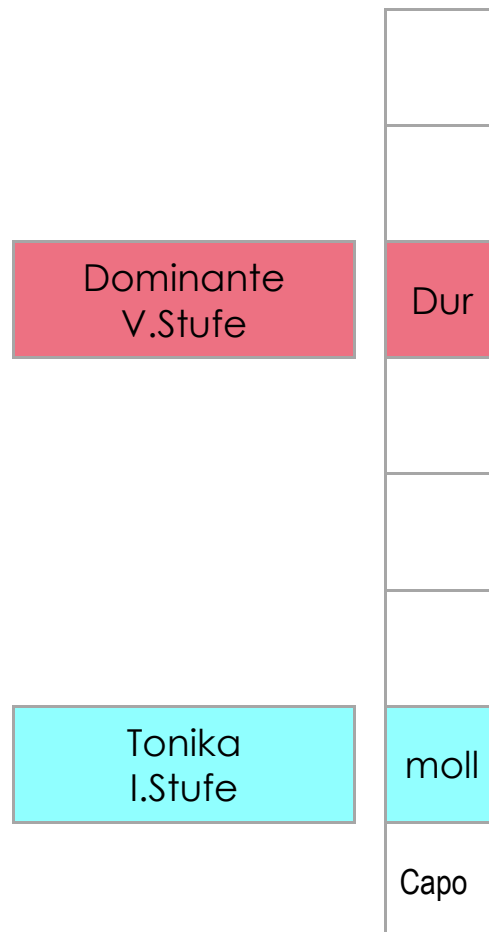 Dominante
V.Stufe
Dur
Tonika
I.Stufe
moll
Capo